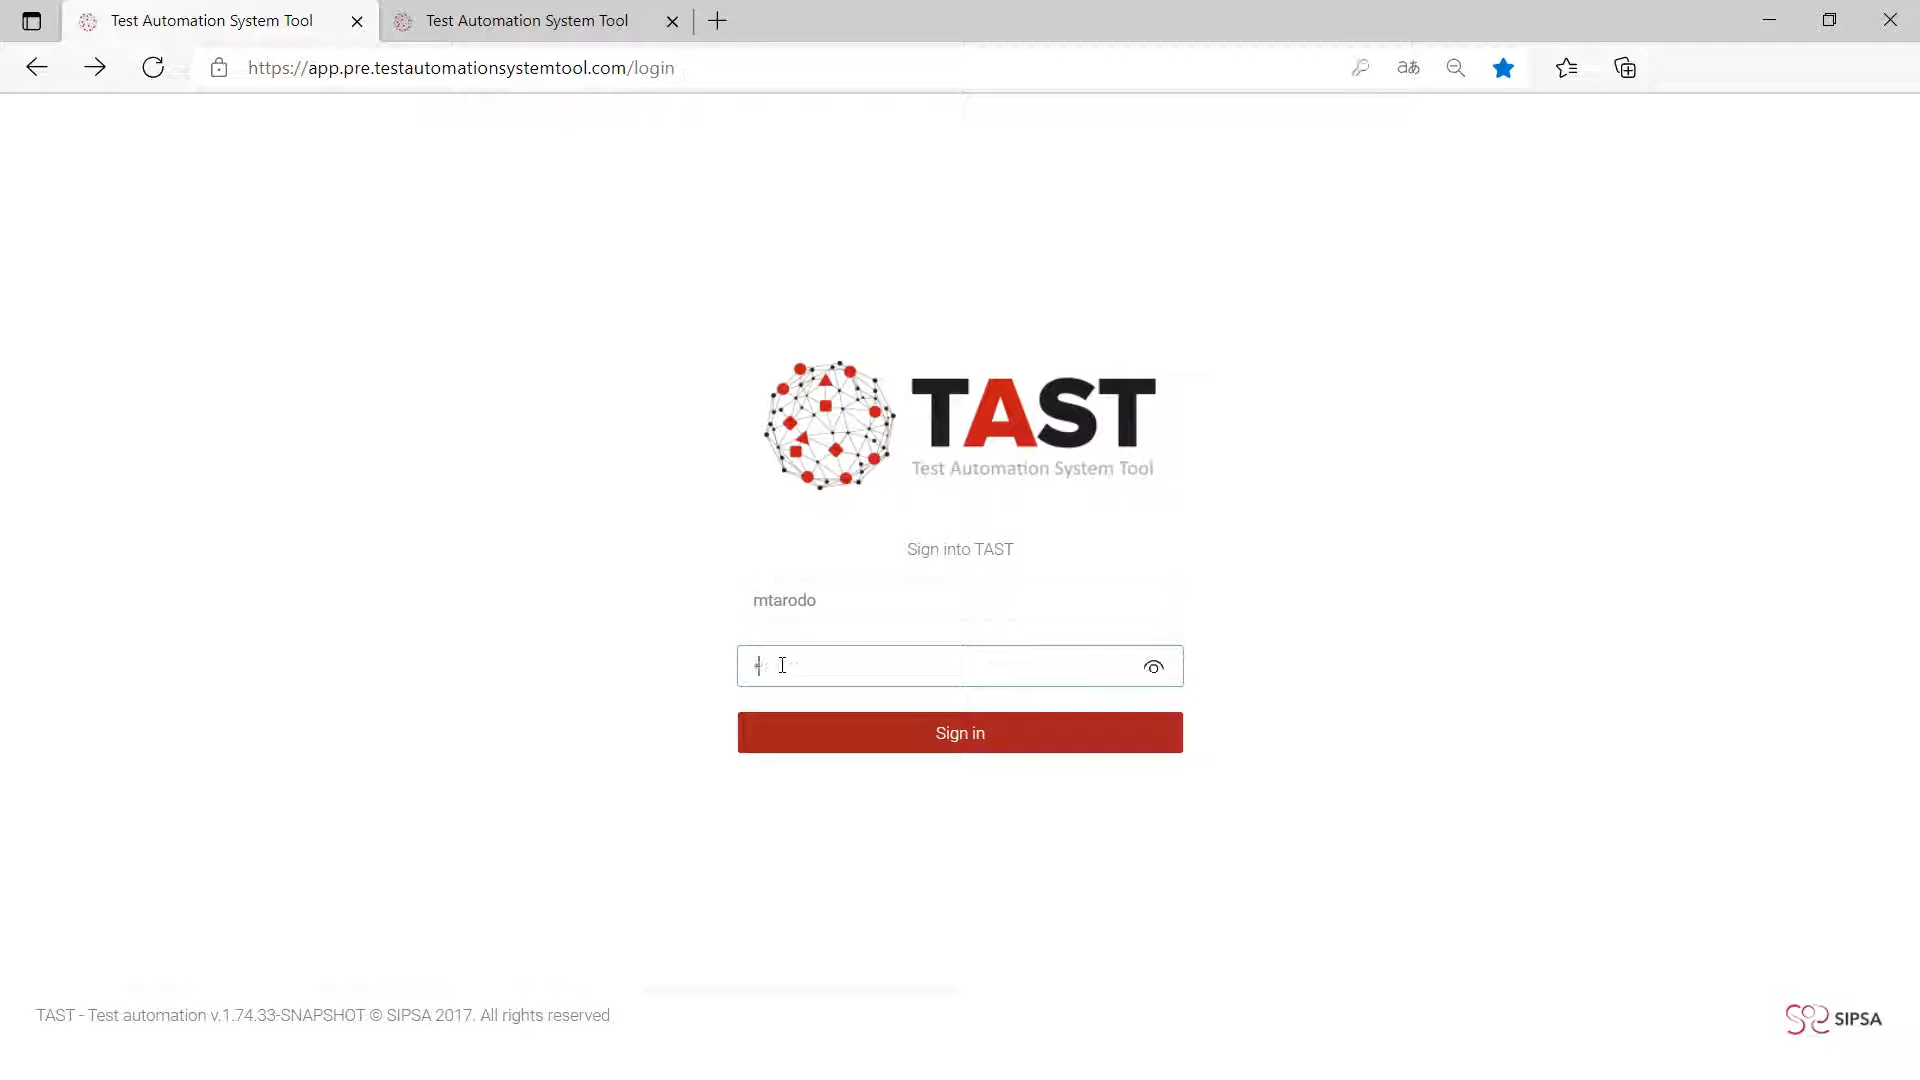 Test Automation System Tool
Test Automation System Tool
https://app.pre.testautomationsystemtool.com/login
aあ
TAST
Test Automation System Tool
Sign into TAST
mtarodo
Sign in
TAST - Test automation v.1.74.33-SNAPSHOT © SIPSA 2017. All rights reserved
SIPSA